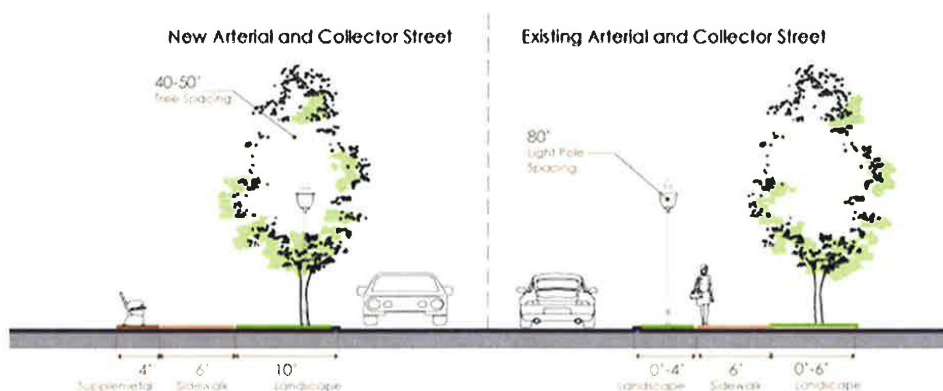 New Arterial and Collector Street
Existing Arterial and Collector Street
40-50'
Tree Spacing
80'
Light Pole
Spacing
4' 6' 10' 0'-4' 6' 0'-6'
Supplemetal Sidewalk Landscape Landscape Sidewalk Landscape